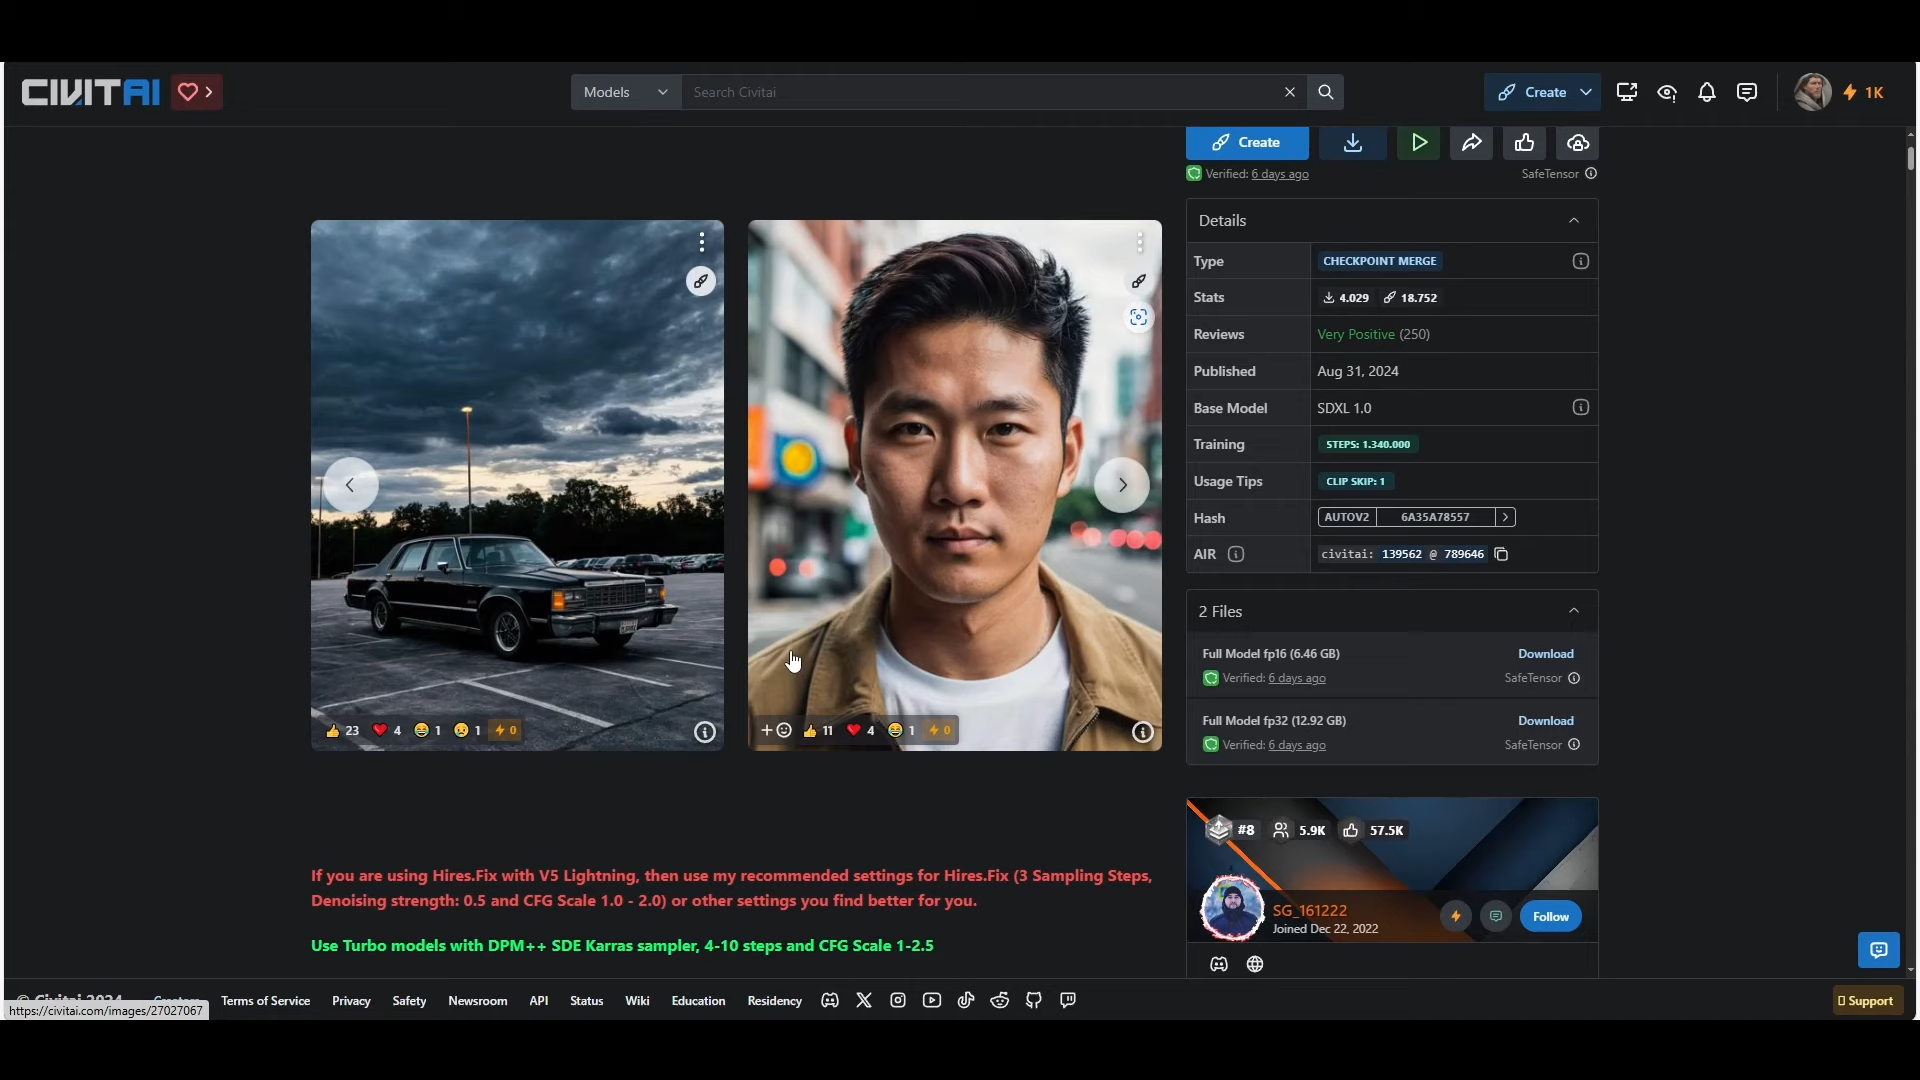 CIVITAI
Models
Search Civitai
Create
1K
Create
Verified: 6 days ago
SafeTensor
Details
Type
CHECKPOINT MERGE
Stats
4.029
18.752
Reviews
Very Positive (250)
Published
Aug 31, 2024
Base Model
SDXL 1.0
Training
STEPS: 1.340.000
Usage Tips
CLIP SKIP: 1
Hash
AUTOV2
6A35A78557
AIR
civitai: 139562 @ 789646
2 Files
Full Model fp16 (6.46 GB)
Download
Verified: 6 days ago
SafeTensor
Full Model fp32 (12.92 GB)
Download
Verified: 6 days ago
SafeTensor
23
4
1
1
0
11
4
1
0
#8
5.9K
57.5K
SG_161222
Joined Dec 22, 2022
Follow
If you are using Hires.Fix with V5 Lightning, then use my recommended settings for Hires.Fix (3 Sampling Steps,
Denoising strength: 0.5 and CFG Scale 1.0 - 2.0) or other settings you find better for you.
Use Turbo models with DPM++ SDE Karras sampler, 4-10 steps and CFG Scale 1-2.5
© Civitai 2024
Creators
Terms of Service
Privacy
Safety
Newsroom
API
Status
Wiki
Education
Residency
Support
https://civitai.com/images/27027067